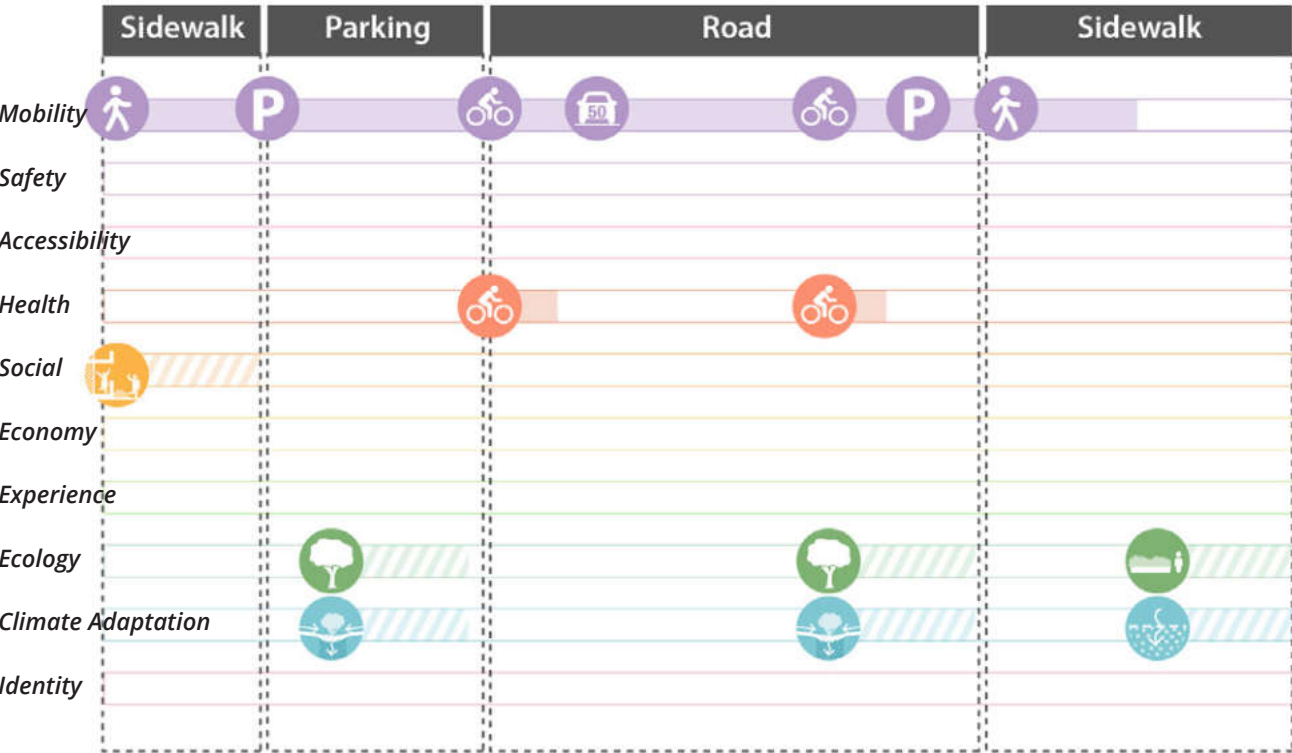 Sidewalk Parking Road Sidewalk
Mobility P 50 P
Safety
Accessibility
Health
Social
Economy
Experience
Ecology
Climate Adaptation
Identity